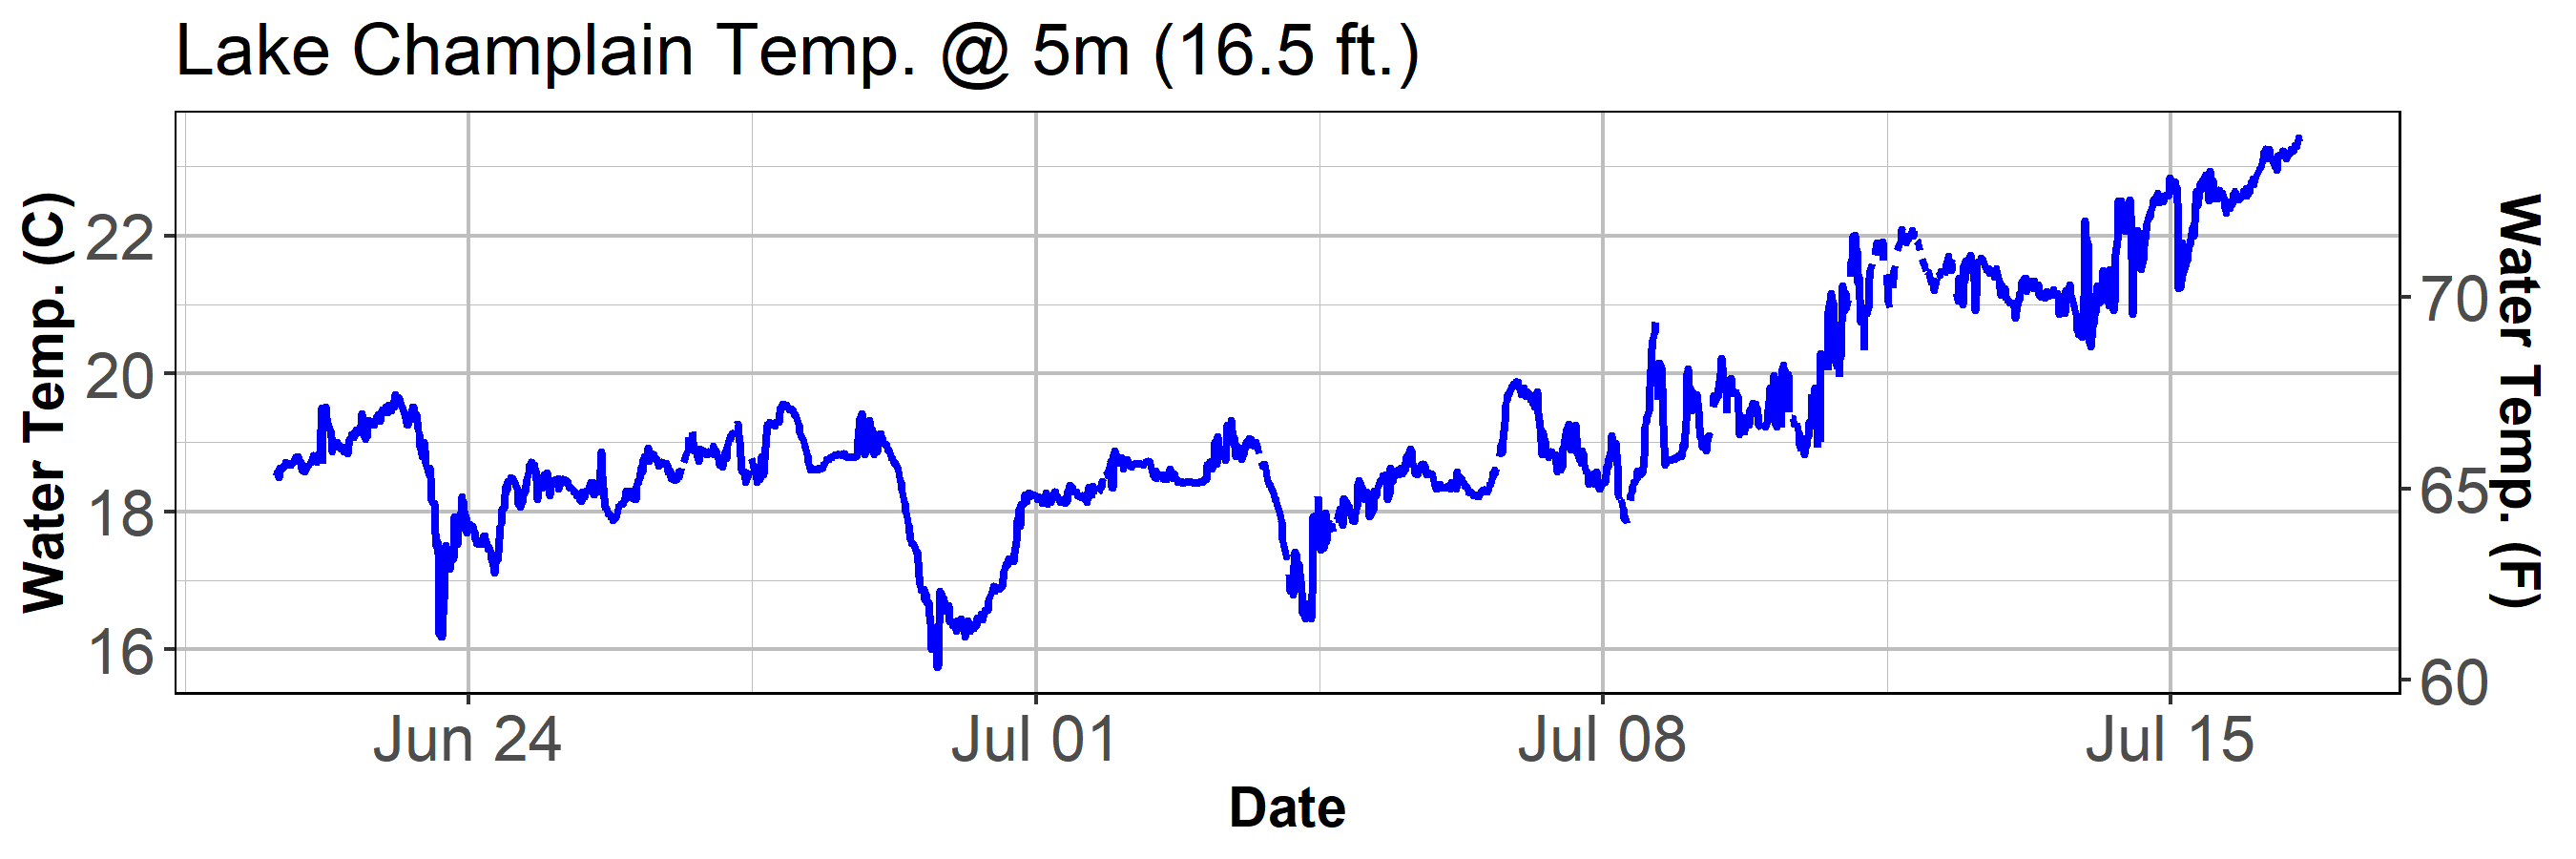 Lake Champlain Temp. @ 5m (16.5 ft.)
Water Temp. (C)
22
20
18
16
70
65
60
Water Temp. (F)
Jun 24 Jul 01 Jul 08 Jul 15
Date